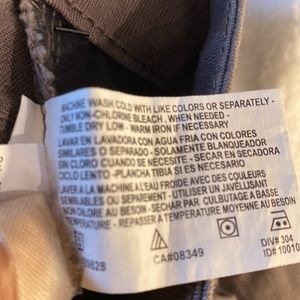 MACHINE WASH COLD WITH LIKE COLORS OR SEPARATELY -
ONLY NON-CHLORINE BLEACH , WHEN NEEDED -
TUMBLE DRY LOW - WARM IRON IF NECESSARY
LAVAR EN LAVADORA CON AGUA FRIA CON COLORES
SIMILARES O SEPARADO. SOLAMENTE BLANQUEADOR
SIN CLORO CUANDO SE NECESITE - SECAR EN SECADORA
CICLO LENTO -PLANCHA TIBIA SI ES NECESARIO
LAVER A LA MACHINE A L'EAU FROIDE AVEC DES COULEURS
SEMBLABLES OU SEPAREMENT - UTILISER UN JAVELLISANT
NON CHLORE AU BESOIN - SECHAGE PAR CULBUTAGE A BASSE
TEMPERATURE - REPASSER A TEMPERATURE MOYENNE AU BESOIN
CA#08349
DIV# 304
ID# 10010